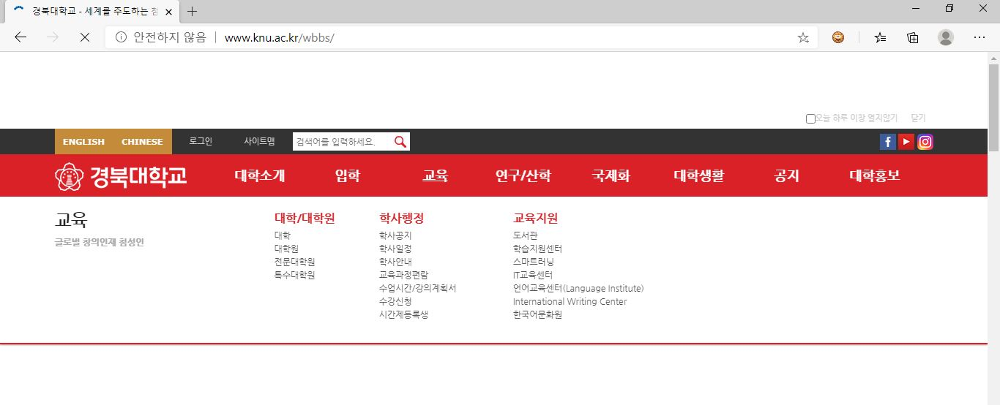 경북대학교 - 세계를 주도하는 첨
안전하지 않음 | www.knu.ac.kr/wbbs/
오늘 하루 이창 열지않기 닫기
ENGLISH CHINESE 로그인 사이트맵 검색어를 입력하세요.
경북대학교 대학소개 입학 교육 연구/산학 국제화 대학생활 공지 대학홍보
교육
글로벌 창의인재 첨성인
대학/대학원
대학
대학원
전문대학원
특수대학원
학사행정
학사공지
학사일정
학사안내
교육과정편람
수업시간/강의계획서
수강신청
시간제등록생
교육지원
도서관
학습지원센터
스마트러닝
IT교육센터
언어교육센터(Language Institute)
International Writing Center
한국어문화원